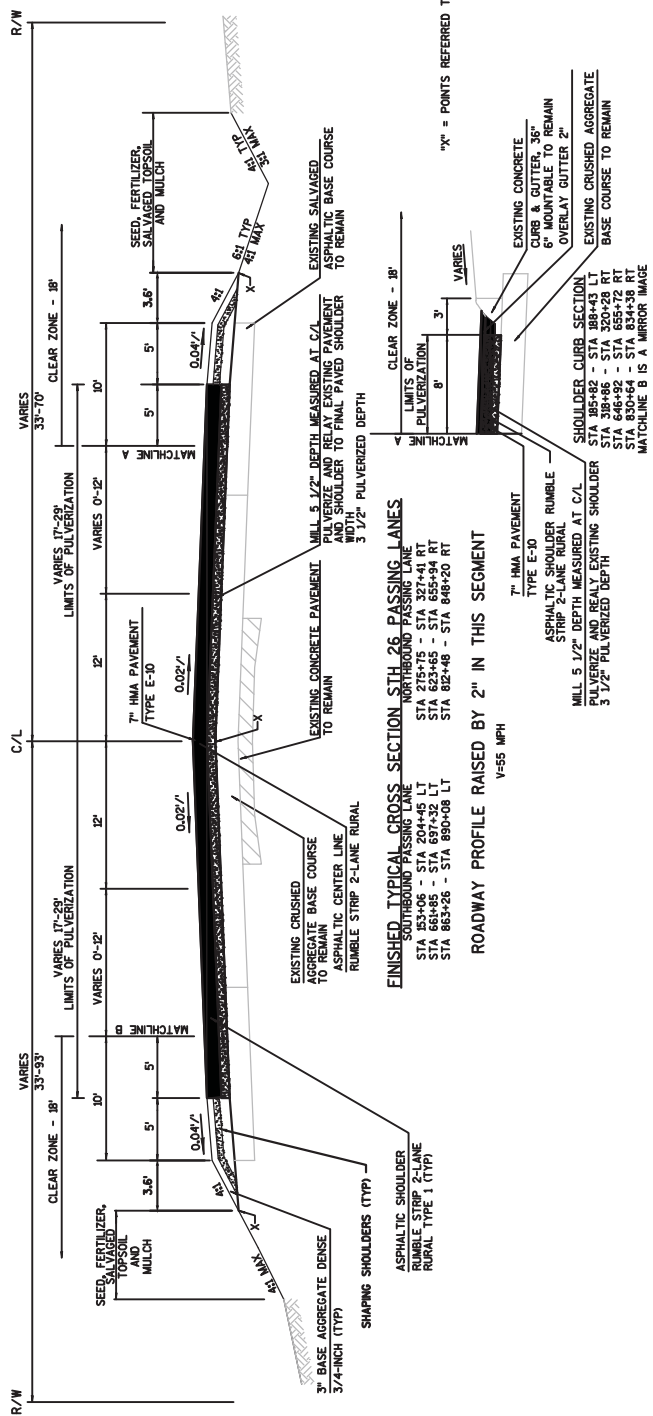 R/W
C/L
R/W
VARIES
33'-93'
VARIES
33'-70'
CLEAR ZONE - 18'
VARIES 17'-29'
LIMITS OF PULVERIZATION
VARIES 17'-29'
LIMITS OF PULVERIZATION
CLEAR ZONE - 18'
SEED, FERTILIZER,
SALVAGED
TOPSOIL
AND
MULCH
10'
VARIES 0'-12'
12'
12'
VARIES 0'-12'
10'
SEED, FERTILIZER,
SALVAGED TOPSOIL
AND MULCH
3.6'
5'
5'
MATCHLINE B
7" HMA PAVEMENT
TYPE E-10
MATCHLINE A
5'
5'
3.6'
4:1 MAX
4:1
0.04'/'
0.02'/'
0.02'/'
0.04'/'
4:1
6:1 TYP
4:1 MAX
4:1 TYP
3:1 MAX
X
X
X
3" BASE AGGREGATE DENSE
3/4-INCH (TYP)
SHAPING SHOULDERS (TYP)
ASPHALTIC SHOULDER
RUMBLE STRIP 2-LANE
RURAL TYPE 1 (TYP)
EXISTING CRUSHED
AGGREGATE BASE COURSE
TO REMAIN
ASPHALTIC CENTER LINE
RUMBLE STRIP 2-LANE RURAL
EXISTING CONCRETE PAVEMENT
TO REMAIN
MILL 5 1/2" DEPTH MEASURED AT C/L
PULVERIZE AND RELAY EXISTING PAVEMENT
AND SHOULDER TO FINAL PAVED SHOULDER
WIDTH
3 1/2" PULVERIZED DEPTH
EXISTING SALVAGED
ASPHALTIC BASE COURSE
TO REMAIN
FINISHED TYPICAL CROSS SECTION STH 26 PASSING LANES
SOUTHBOUND PASSING LANE
STA 153+06 - STA 204+45 LT
STA 661+85 - STA 697+32 LT
STA 863+26 - STA 890+08 LT
NORTHBOUND PASSING LANE
STA 275+75 - STA 327+41 RT
STA 623+65 - STA 655+94 RT
STA 812+48 - STA 848+20 RT
ROADWAY PROFILE RAISED BY 2" IN THIS SEGMENT
V=55 MPH
CLEAR ZONE - 18'
LIMITS OF
PULVERIZATION
8'
3'
VARIES
MATCHLINE A
7" HMA PAVEMENT
TYPE E-10
ASPHALTIC SHOULDER RUMBLE
STRIP 2-LANE RURAL
MILL 5 1/2" DEPTH MEASURED AT C/L
PULVERIZE AND REALY EXISTING SHOULDER
3 1/2" PULVERIZED DEPTH
EXISTING CONCRETE
CURB & GUTTER, 36"
6" MOUNTABLE TO REMAIN
OVERLAY GUTTER 2"
EXISTING CRUSHED AGGREGATE
BASE COURSE TO REMAIN
SHOULDER CURB SECTION
STA 185+82 - STA 188+43 LT
STA 318+86 - STA 320+28 RT
STA 646+92 - STA 655+72 RT
STA 830+64 - STA 834+38 RT
MATCHLINE B IS A MIRROR IMAGE
"X" = POINTS REFERRED